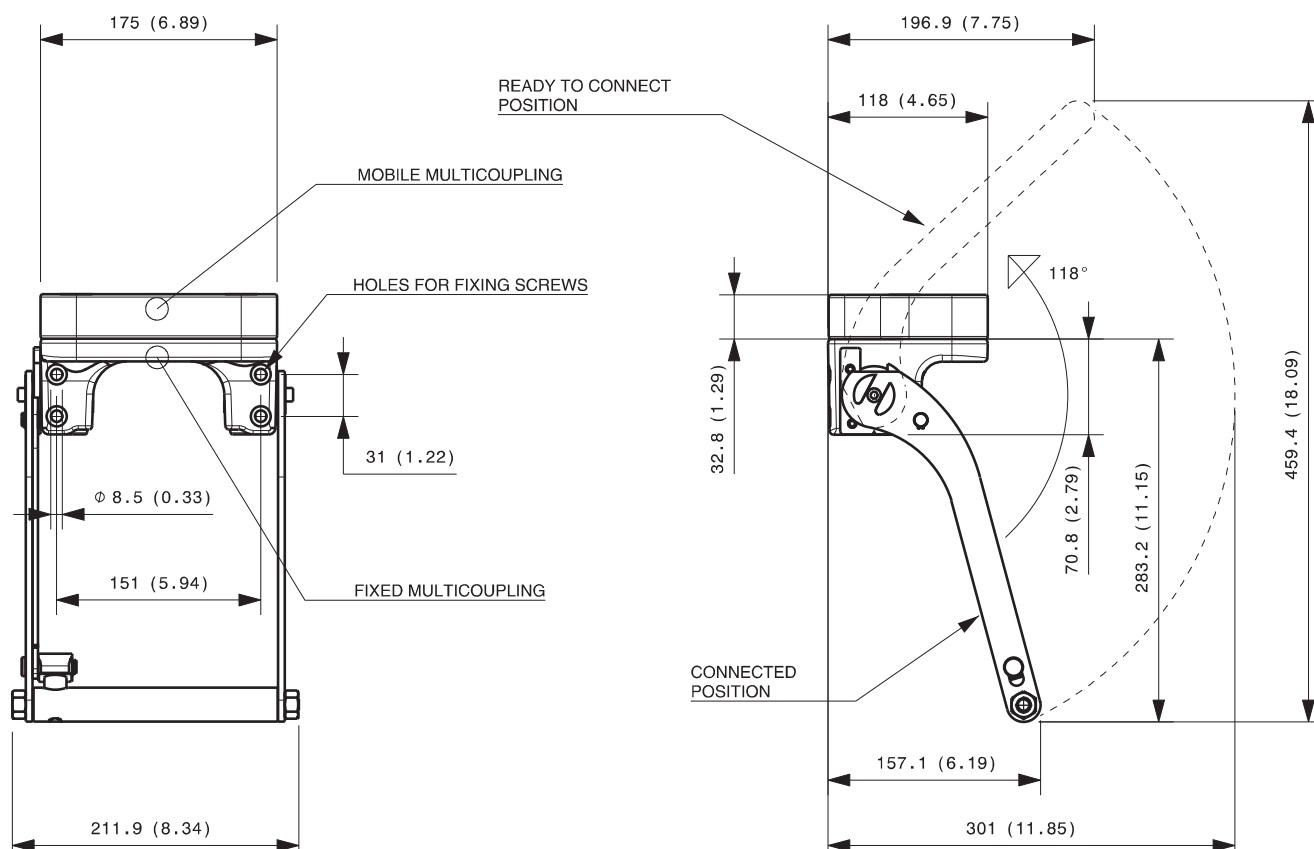 175 (6.89)
196.9 (7.75)
READY TO CONNECT
POSITION
118 (4.65)
MOBILE MULTICOUPLING
118°
HOLES FOR FIXING SCREWS
32.8 (1.29)
31 (1.22)
459.4 (18.09)
Φ 8.5 (0.33)
70.8 (2.79)
283.2 (11.15)
151 (5.94)
FIXED MULTICOUPLING
CONNECTED
POSITION
157.1 (6.19)
211.9 (8.34)
301 (11.85)